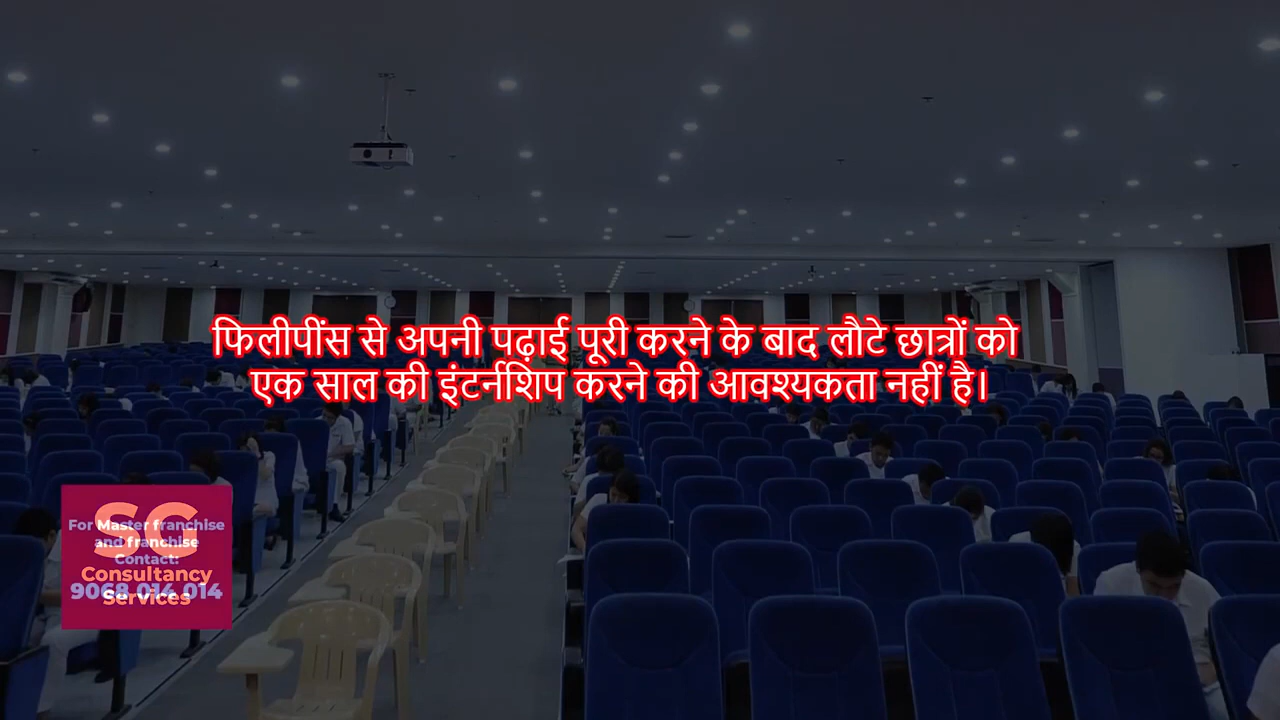 फिलीपींस से अपनी पढ़ाई पूरी करने के बाद लौटे छात्रों को
एक साल की इंटर्नशिप करने की आवश्यकता नहीं है।
SG
For Master franchise
and franchise
Contact:
Consultancy
9068 014 014
Services